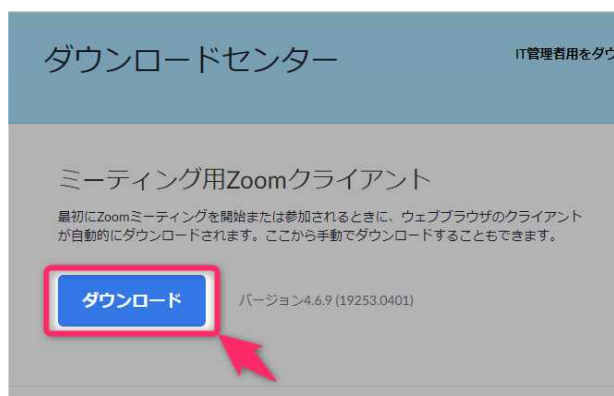 ダウンロードセンター
IT管理者用をダウ
ミーティング用Zoomクライアント
最初にZoomミーティングを開始または参加されるときに、ウェブブラウザのクライアント
が自動的にダウンロードされます。ここから手動でダウンロードすることもできます。
ダウンロード
バージョン4.6.9 (19253.0401)